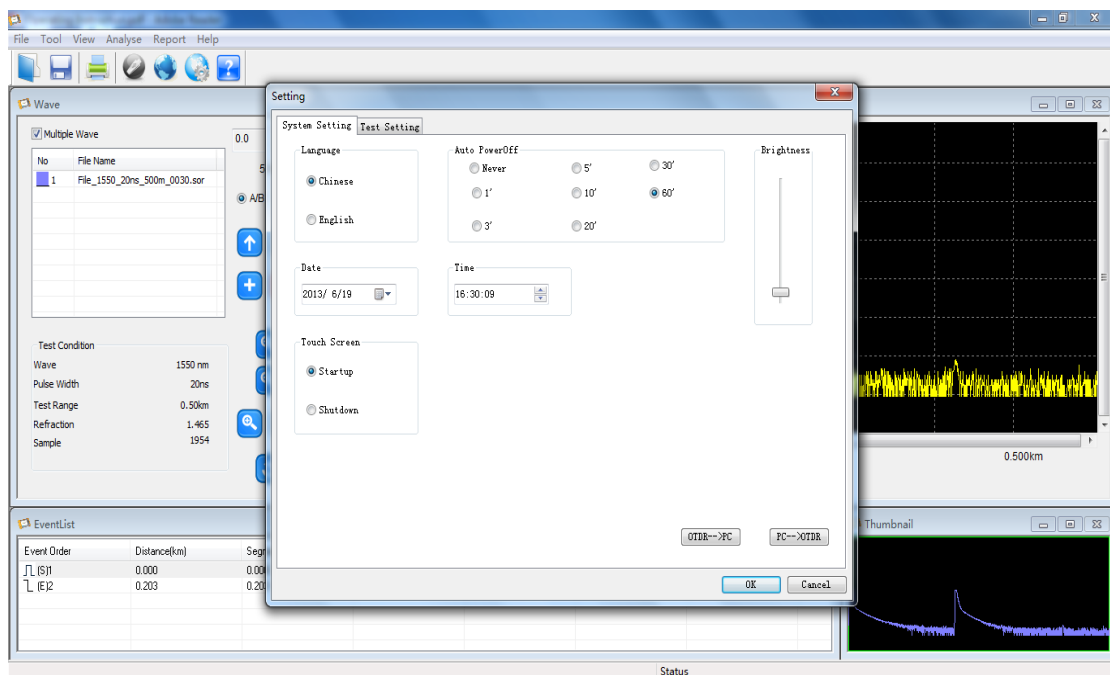 File Tool View Analyse Report Help
Wave
Multiple Wave
No File Name
1 File_1550_20ns_500m_0030.sor
0.0
A/B
Test Condition
Wave 1550 nm
Pulse Width 20ns
Test Range 0.50km
Refraction 1.465
Sample 1954
Setting
System Setting Test Setting
Language
Chinese
English
Auto PowerOff
Never 5' 30'
1' 10' 60'
3' 20'
Brightness
Date
2013/ 6/19
Time
16:30:09
Touch Screen
Startup
Shutdown
OTDR-->PC PC-->OTDR
OK Cancel
0.500km
EventList
Event Order Distance(km)
(S)1 0.000
(E)2 0.203
Thumbnail
Status